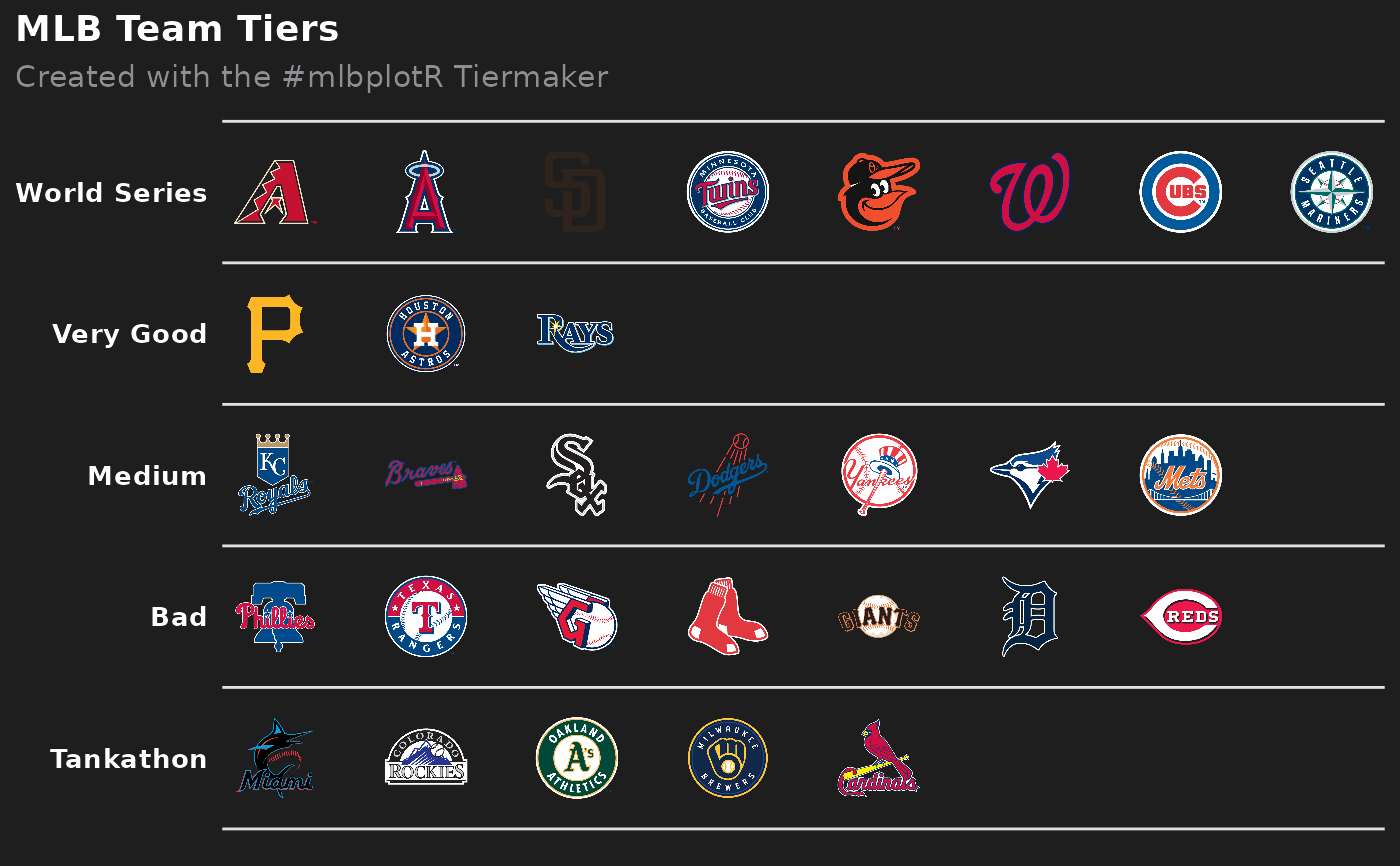 MLB Team Tiers
Created with the #mlbplotR Tiermaker
World Series
A
A
SD
MINNESOTA
Twins
BASEBALL CLUB
W
CUBS
SEATTLE
MARINERS
Very Good
P
HOUSTON
H
ASTROS
RAYS
Medium
KC
Royals
Braves
Sox
Dodgers
Yankees
Mets
Bad
Phillies
TEXAS
T
RANGERS
G
GIANTS
D
REDS
Tankathon
Miami
COLORADO
ROCKIES
OAKLAND
A's
ATHLETICS
MILWAUKEE
BREWERS
Cardinals